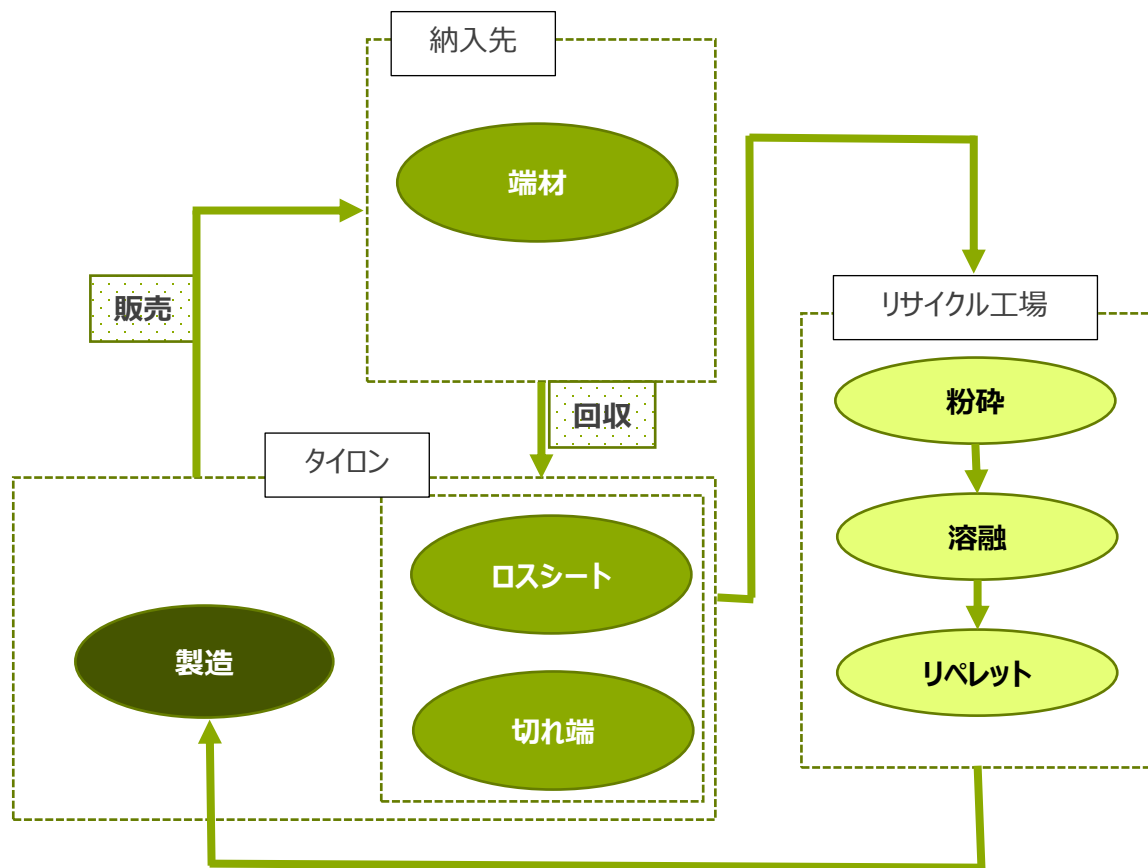 納入先
端材
販売
リサイクル工場
粉砕
回収
タイロン
溶融
ロスシート
製造
リペレット
切れ端